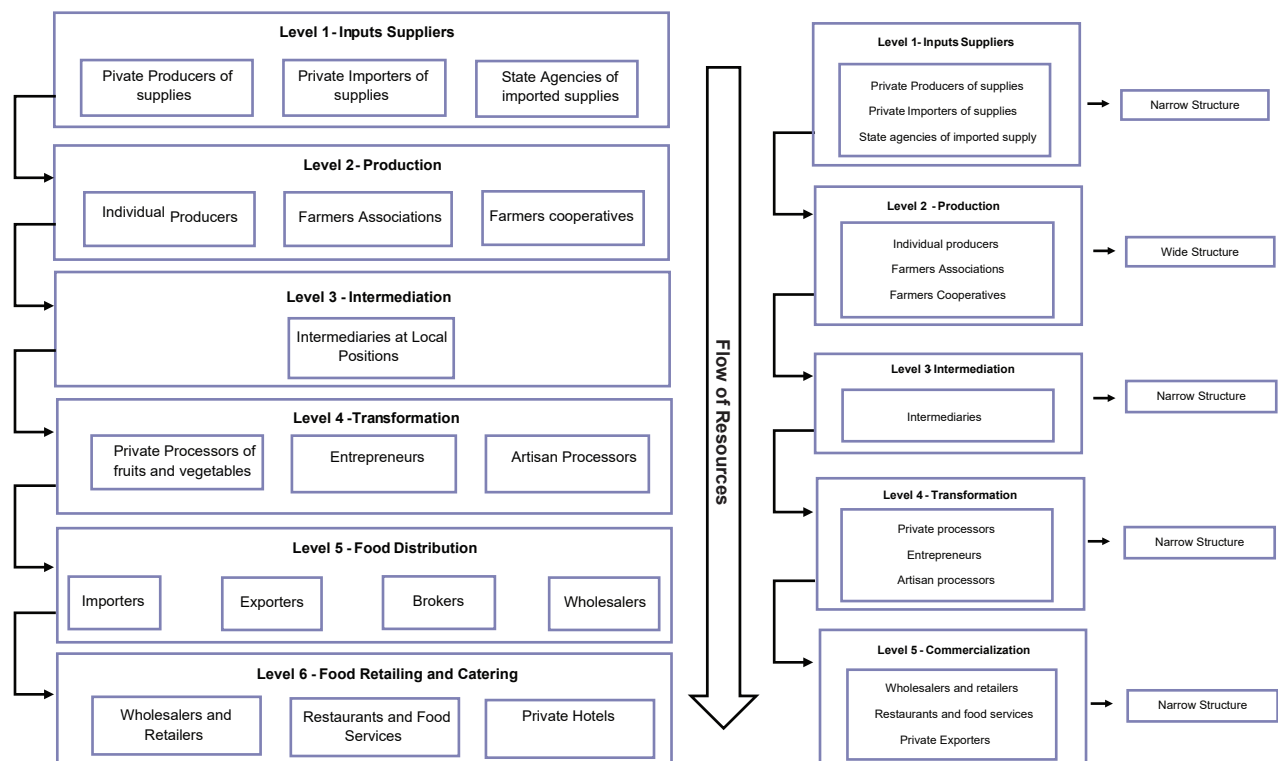 Level 1-Inputs Suppliers
Pivate Producers of
supplies
Private Importers of
supplies
State Agencies of
imported supplies
Level 2-Production
Individual Producers
Farmers Associations
Farmers cooperatives
Level 3 -Intermediation
Intermediaries at Local
Positions
Level 4 -Transformation
Private Processors of
fruits and vegetables
Entrepreneurs
Artisan Processors
Level 5 -Food Distribution
Importers
Exporters
Brokers
Wholesalers
Level 6 -Food Retailing and Catering
Wholesalers and
Retailers
Restaurants and Food
Services
Private Hotels
Flow of Resources
Level 1-Inputs Suppliers
Private Producers of supplies
Private Importers of supplies
State agencies of imported supply
Narrow Structure
Level 2 -Production
Individual producers
Farmers Associations
Farmers Cooperatives
Wide Structure
Level 3-Intermediation
Intermediaries
Narrow Structure
Level 4-Transformation
Private processors
Entrepreneurs
Artisan processors
Narrow Structure
Level 5 -Commercialization
Wholesalers and retailers
Restaurants and food services
Private Exporters
Narrow Structure